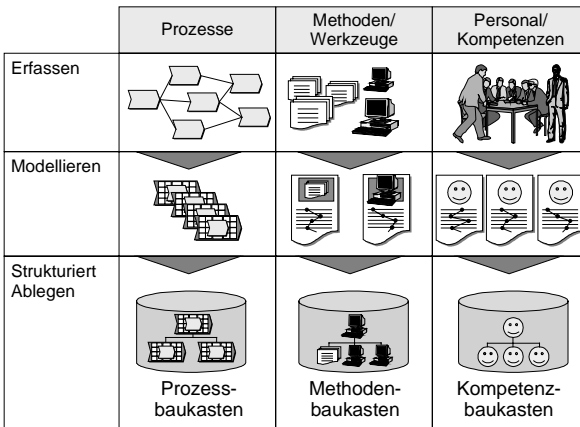 Prozesse
Methoden/
Werkzeuge
Personal/
Kompetenzen
Erfassen
Modellieren
Strukturiert
Ablegen
Prozess-
baukasten
Methoden-
baukasten
Kompetenz-
baukasten